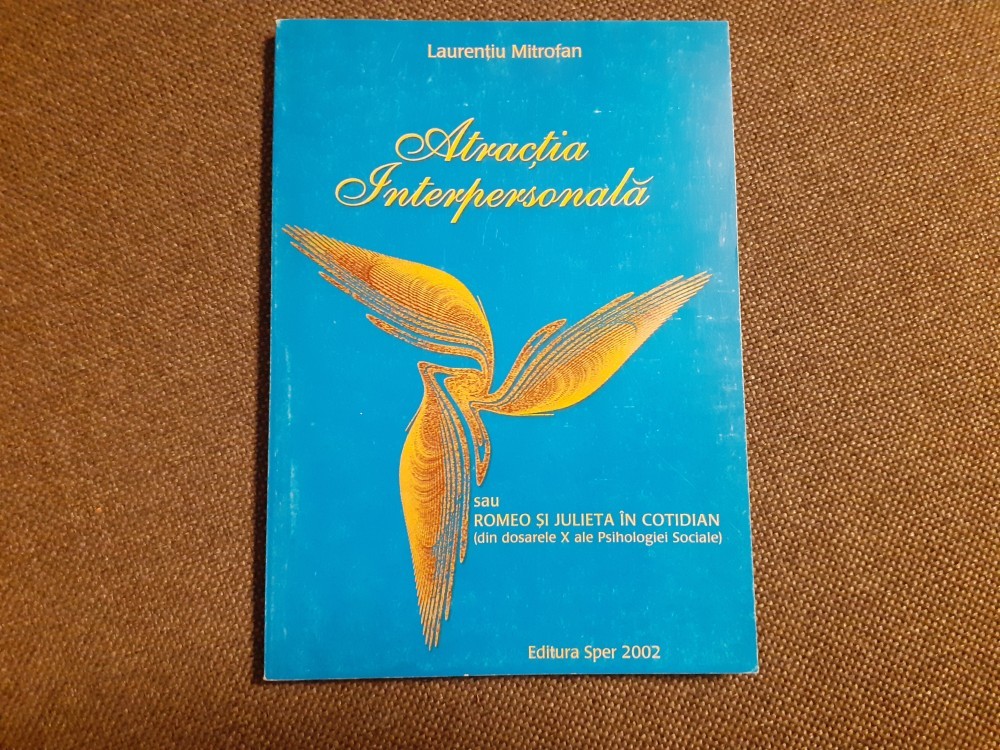 Laurențiu Mitrofan
Atracția
Interpersonală
sau
ROMEO ȘI JULIETA ÎN COTIDIAN
(din dosarele X ale Psihologiei Sociale)
Editura Sper 2002